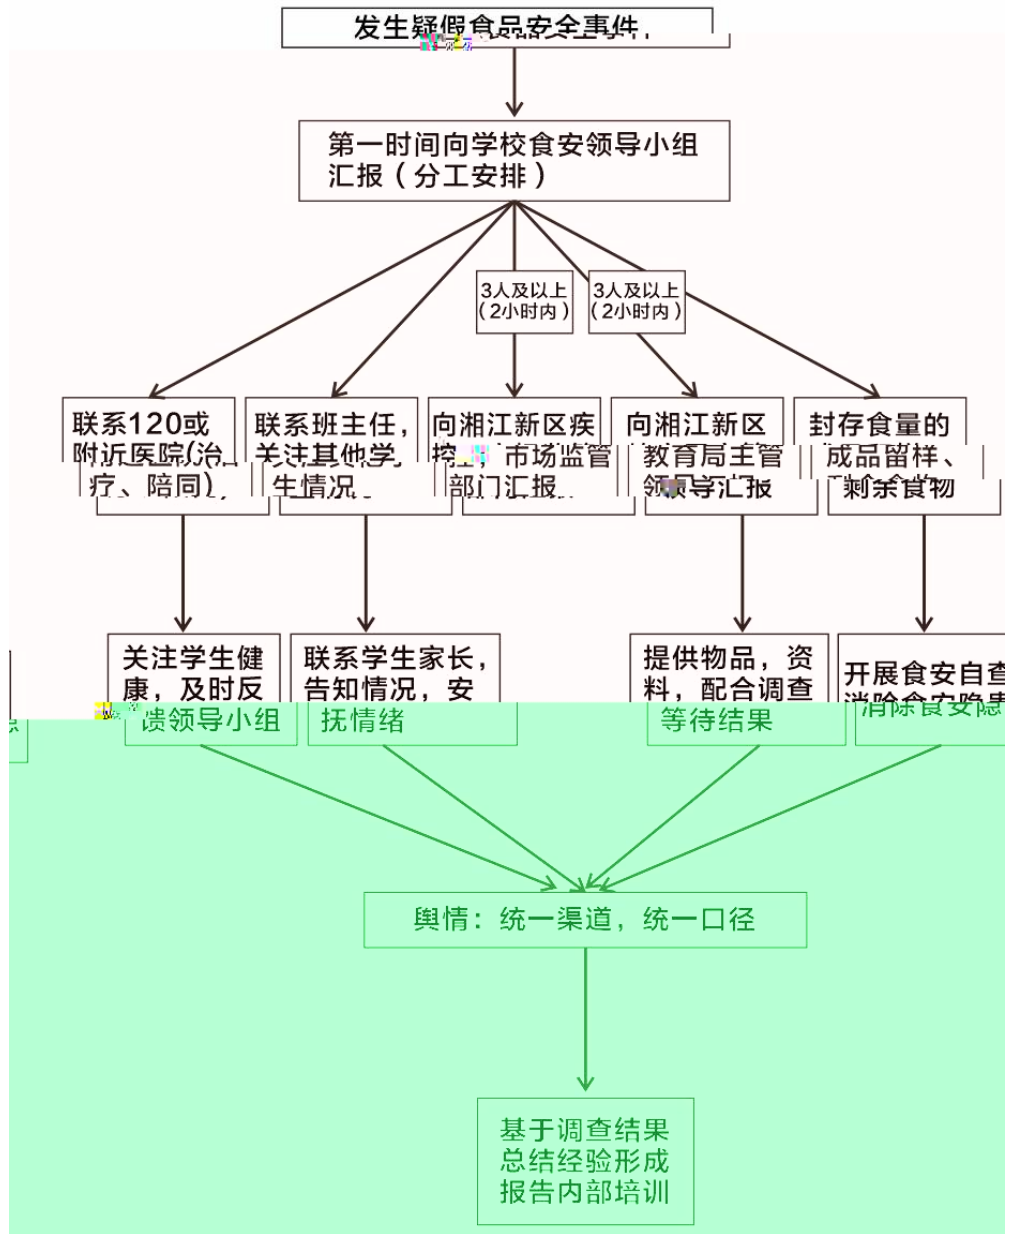 发生疑假食品安全事件
第一时间向学校食安领导小组
汇报（分工安排）
3人及以上
（2小时内）
3人及以上
（2小时内）
联系120或
附近医院(治
疗、陪同)
联系班主任，
关注其他学
生情况
向湘江新区疾
控，市场监管
部门汇报
向湘江新区
教育局主管
领导汇报
封存食量的
成品留样、
剩余食物
关注学生健
康，及时反
馈领导小组
联系学生家长，
告知情况，安
抚情绪
提供物品，资
料，配合调查
等待结果
开展食安自查
消除食安隐患
舆情：统一渠道，统一口径
基于调查结果
总结经验形成
报告内部培训